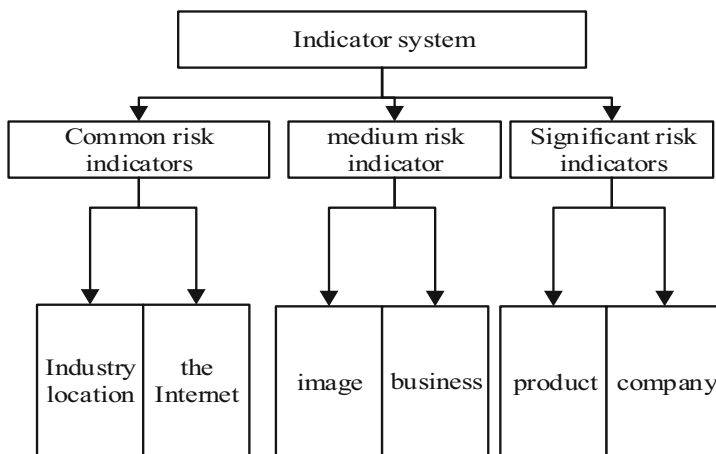 Indicator system
Common risk
indicators
medium risk
indicator
Significant risk
indicators
Industry
location
the
Internet
image
business
product
company